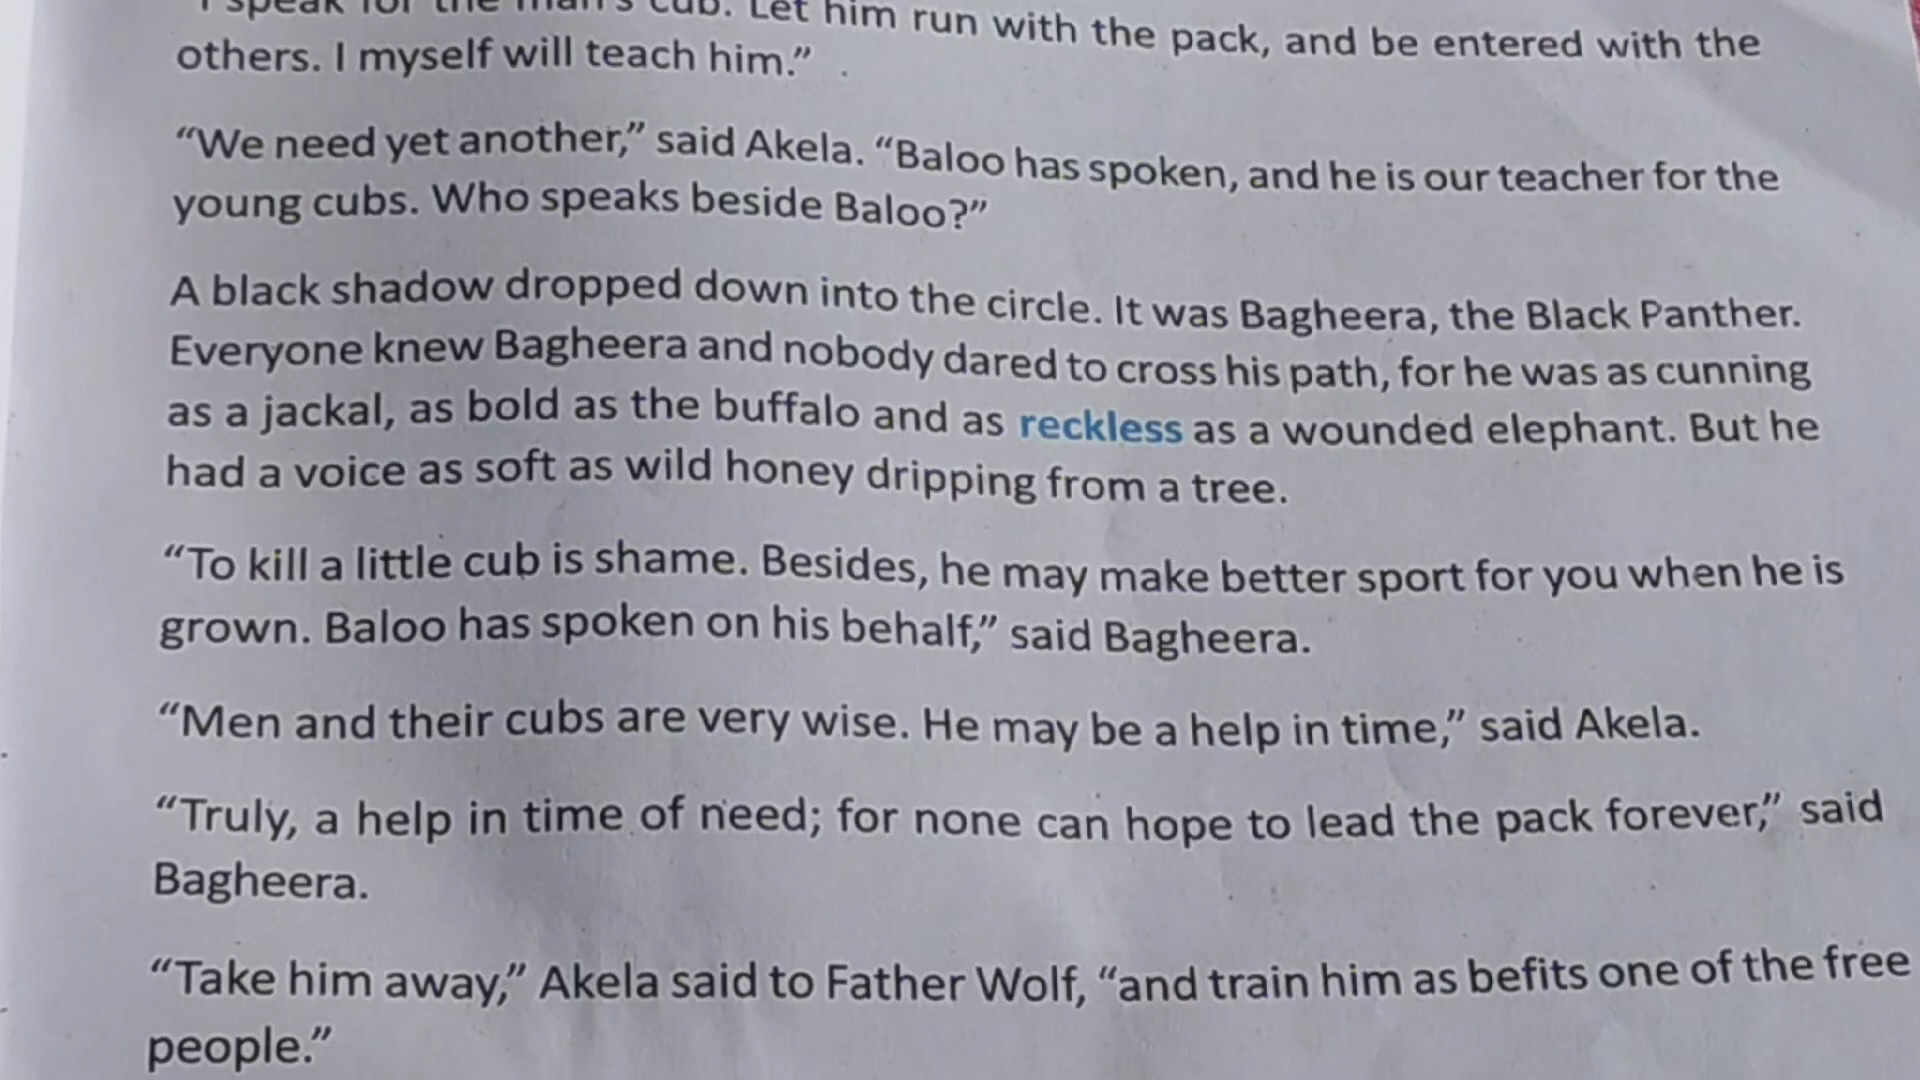 "I speak for the man's cub. Let him run with the pack, and be entered with the
others. I myself will teach him."
"We need yet another," said Akela. "Baloo has spoken, and he is our teacher for the
young cubs. Who speaks beside Baloo?"
A black shadow dropped down into the circle. It was Bagheera, the Black Panther.
Everyone knew Bagheera and nobody dared to cross his path, for he was as cunning
as a jackal, as bold as the buffalo and as reckless as a wounded elephant. But he
had a voice as soft as wild honey dripping from a tree.
"To kill a little cub is shame. Besides, he may make better sport for you when he is
grown. Baloo has spoken on his behalf," said Bagheera.
"Men and their cubs are very wise. He may be a help in time," said Akela.
"Truly, a help in time of need; for none can hope to lead the pack forever," said
Bagheera.
"Take him away," Akela said to Father Wolf, "and train him as befits one of the free
people."